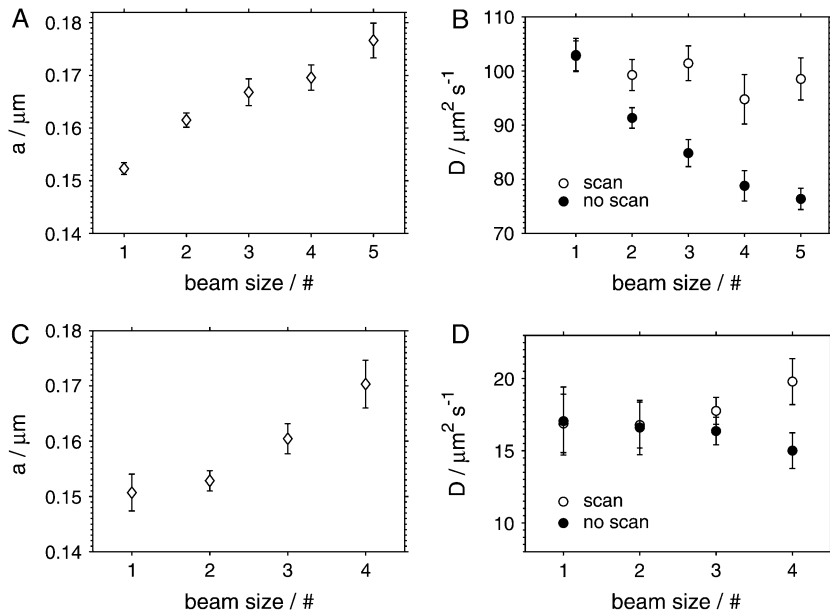 A
0.18
0.17
0.16
0.15
0.14
a / μm
1 2 3 4 5
beam size / #
B
110
100
90
80
70
D / μm² s⁻¹
scan
no scan
1 2 3 4 5
beam size / #
C
0.18
0.17
0.16
0.15
0.14
a / μm
1 2 3 4
beam size / #
D
20
15
10
D / μm² s⁻¹
scan
no scan
1 2 3 4
beam size / #